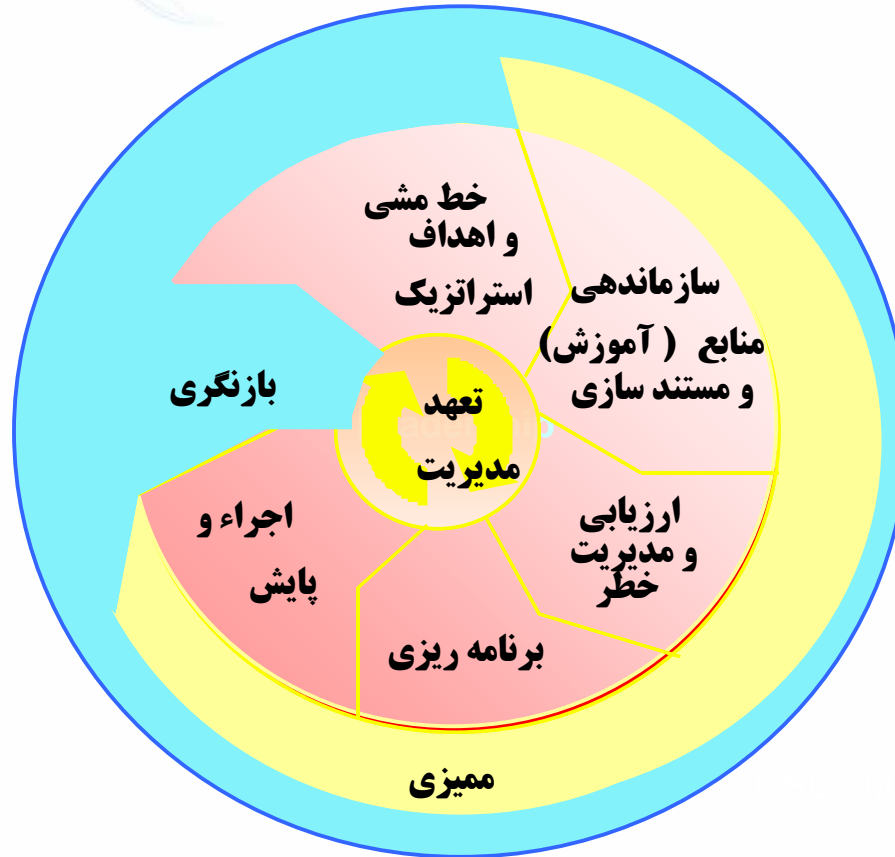 خط مشی
و اهداف
استراتزیک
سازماندهی
منابع ( آموزش)
و مستند سازی
ارزیابی
و مدیریت
خطر
برنامه ریزی
اجراء و
پایش
بازنگری
تعهد
مدیریت
ممیزی